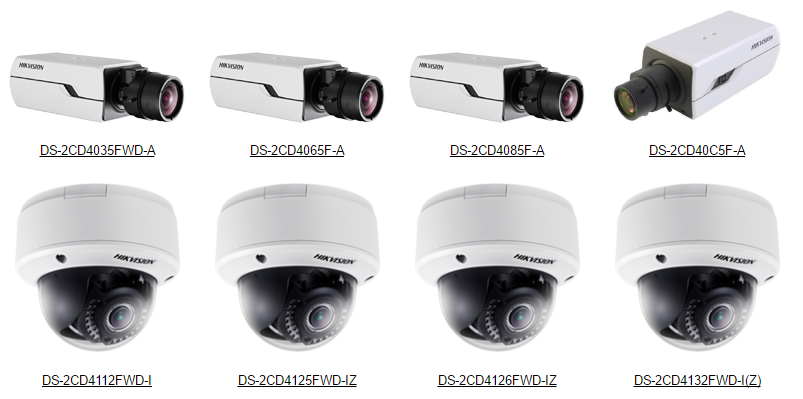 HIKVISION
HIKVISION
HIKVISION
HIKVISION
DS-2CD4035FWD-A
DS-2CD4065F-A
DS-2CD4085F-A
DS-2CD40C5F-A
HIKVISION
HIKVISION
HIKVISION
HIKVISION
DS-2CD4112FWD-I
DS-2CD4125FWD-IZ
DS-2CD4126FWD-IZ
DS-2CD4132FWD-I(Z)